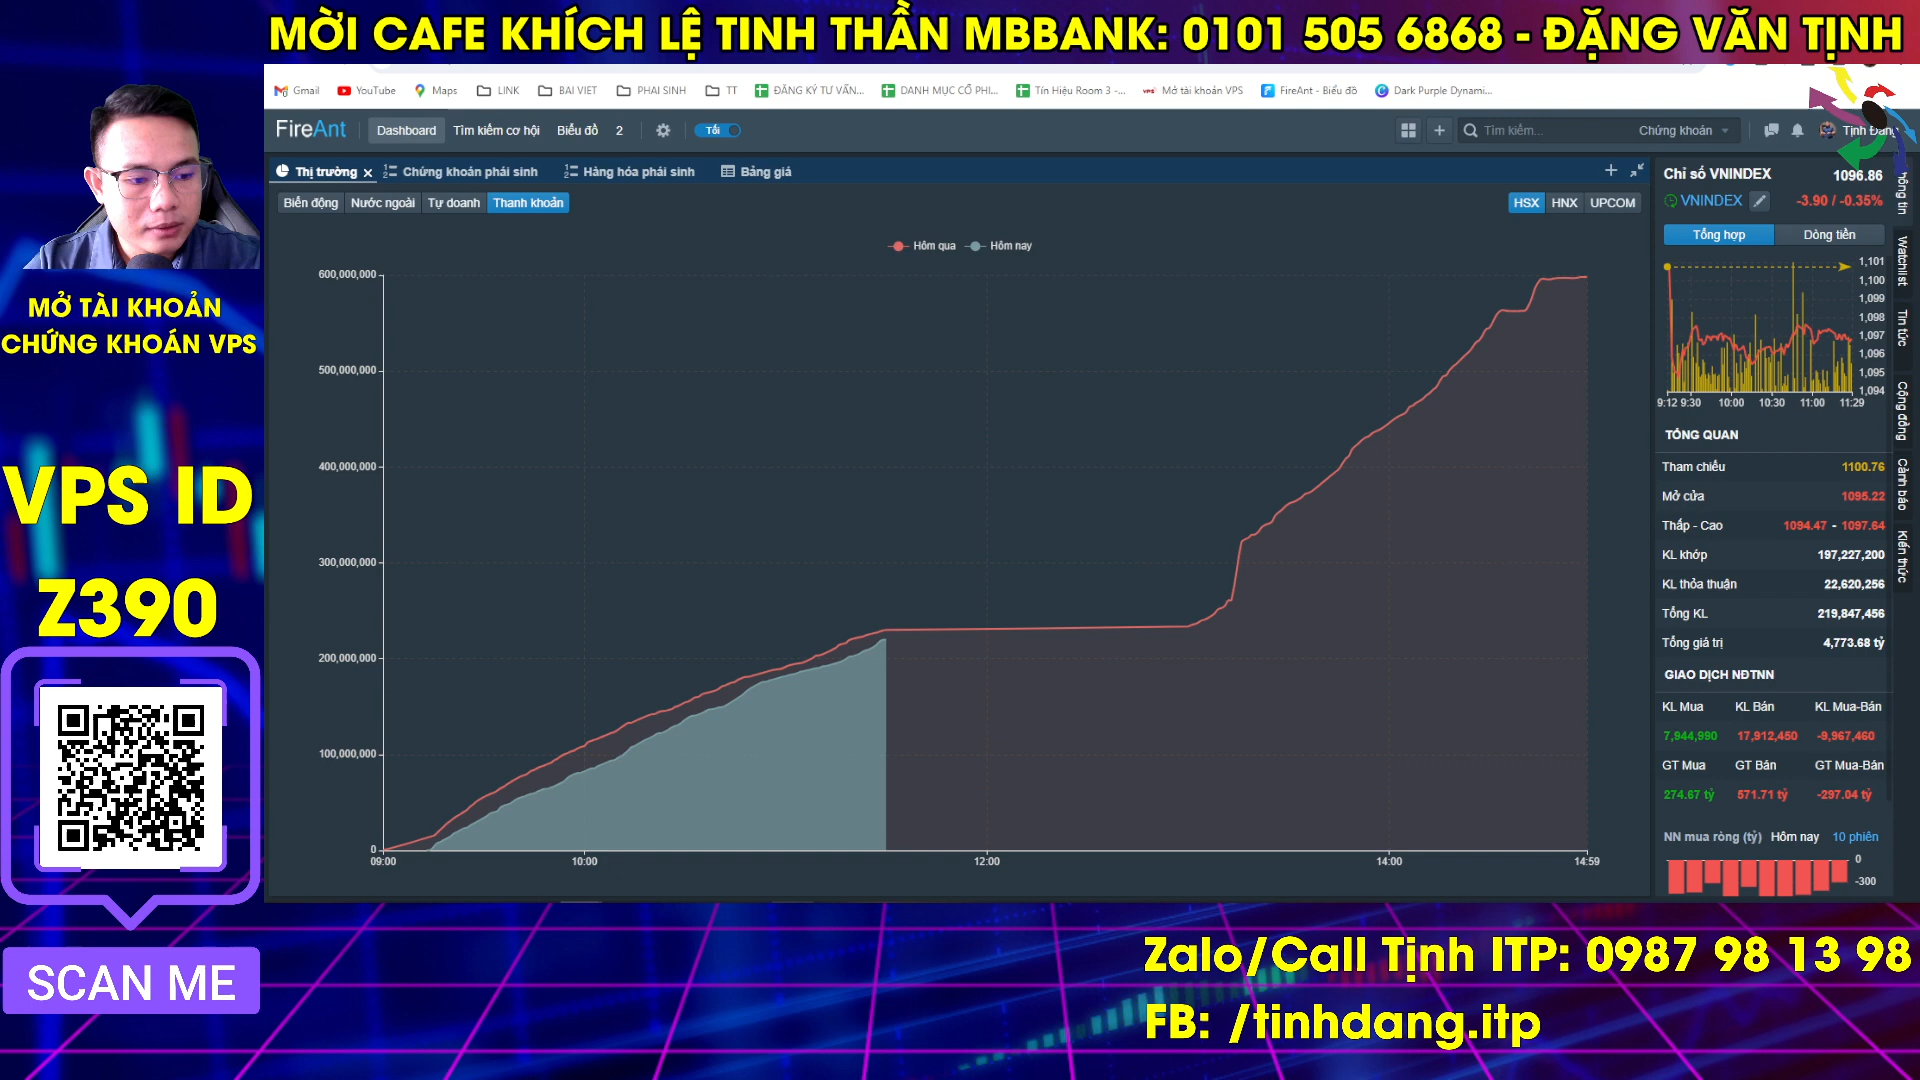 MỜI CAFE KHÍCH LỆ TINH THẦN MBBANK: 0101 505 6868 - ĐẶNG VĂN TỊNH
Gmail YouTube Maps LINK BAI VIET PHAI SINH TT ĐĂNG KÝ TƯ VẤN... DANH MỤC CỔ PHI... Tín Hiệu Room 3 -... VPS Mở tài khoản VPS FireAnt - Biểu đồ Dark Purple Dynami...
FireAnt Dashboard Tìm kiếm cơ hội Biểu đồ 2 Tối Tìm kiếm... Chứng khoán Tịnh Đặng
Thị trường Chứng khoán phái sinh Hàng hóa phái sinh Bảng giá
Biến động Nước ngoài Tự doanh Thanh khoản HSX HNX UPCOM
Hôm qua Hôm nay
600,000,000
500,000,000
400,000,000
300,000,000
200,000,000
100,000,000
0
09:00 10:00 12:00 14:00 14:59
Chỉ số VNINDEX 1096.86
VNINDEX -3.90 / -0.35%
Tổng hợp Dòng tiền
1,101
1,100
1,099
1,098
1,097
1,096
1,095
1,094
9:12 9:30 10:00 10:30 11:00 11:29
TỔNG QUAN
Tham chiếu 1100.76
Mở cửa 1095.22
Thấp - Cao 1094.47 - 1097.64
KL khớp 197,227,200
KL thỏa thuận 22,620,256
Tổng KL 219,847,456
Tổng giá trị 4,773.68 tỷ
GIAO DỊCH NĐTNN
KL Mua KL Bán KL Mua-Bán
7,944,990 17,912,450 -9,967,460
GT Mua GT Bán GT Mua-Bán
274.67 tỷ 571.71 tỷ -297.04 tỷ
NN mua ròng (tỷ) Hôm nay 10 phiên
0
-300
Watchlist
Tin tức
Cộng đồng
Cảnh báo
Kiến thức
MỞ TÀI KHOẢN
CHỨNG KHOÁN VPS
VPS ID
Z390
SCAN ME
Zalo/Call Tịnh ITP: 0987 98 13 98
FB: /tinhdang.itp